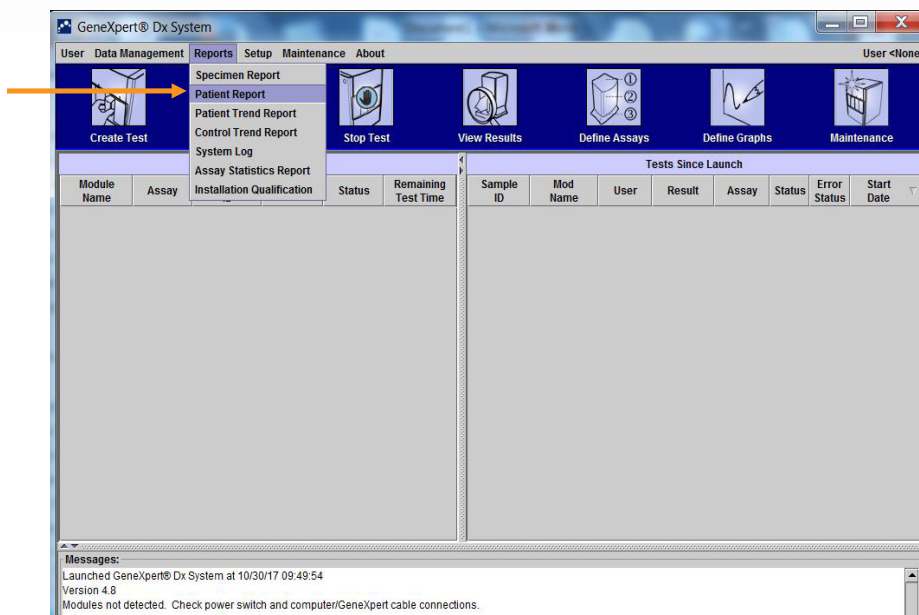 GeneXpert® Dx System
User Data Management Reports Setup Maintenance About User <None
Specimen Report
Patient Report
Patient Trend Report
Control Trend Report
System Log
Assay Statistics Report
Installation Qualification
Create Test Stop Test View Results Define Assays Define Graphs Maintenance
Tests Since Launch
Module Name Assay Status Remaining Test Time
Sample ID Mod Name User Result Assay Status Error Status Start Date
Messages:
Launched GeneXpert® Dx System at 10/30/17 09:49:54
Version 4.8
Modules not detected. Check power switch and computer/GeneXpert cable connections.